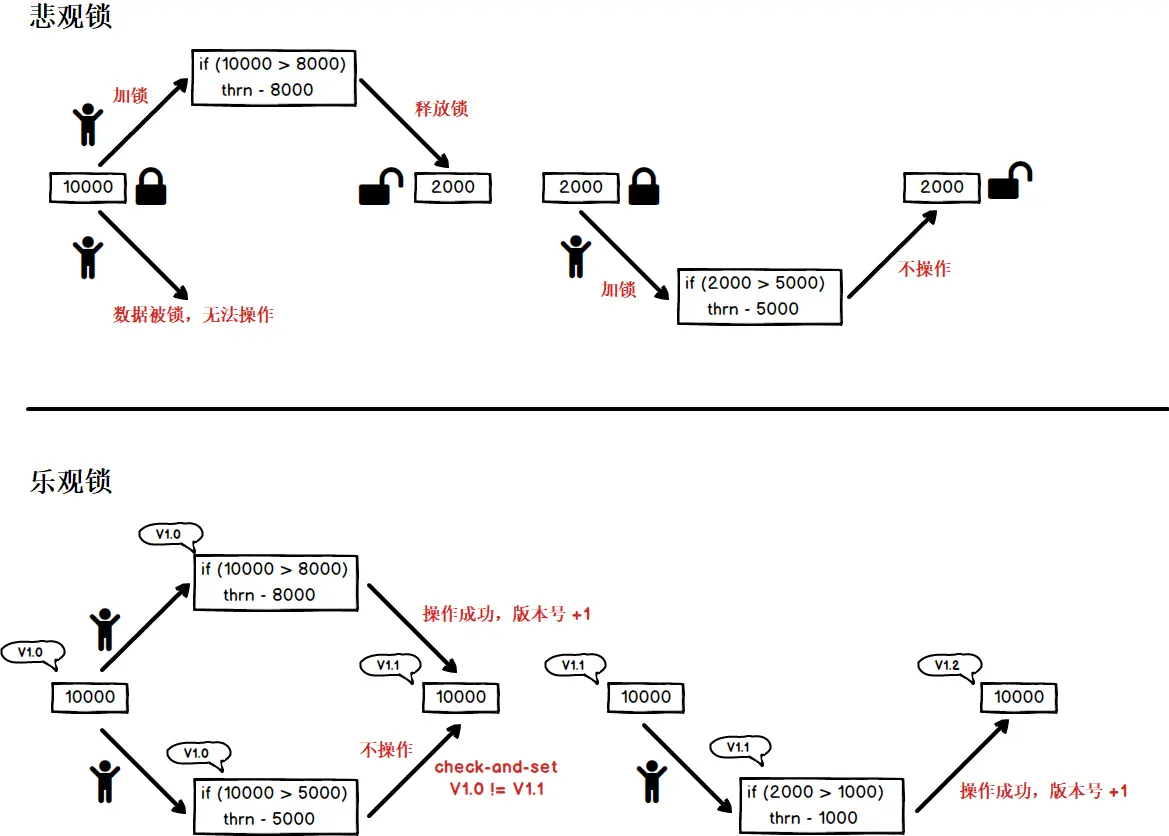 悲观锁
if (10000 > 8000)
thrn - 8000
加锁
释放锁
10000
2000
2000
2000
数据被锁，无法操作
加锁
if (2000 > 5000)
thrn - 5000
不操作
乐观锁
V1.0
if (10000 > 8000)
thrn - 8000
操作成功，版本号 +1
V1.0
10000
V1.1
10000
V1.1
10000
V1.2
10000
V1.0
if (10000 > 5000)
thrn - 5000
不操作
check-and-set
V1.0 != V1.1
V1.1
if (2000 > 1000)
thrn - 1000
操作成功，版本号 +1